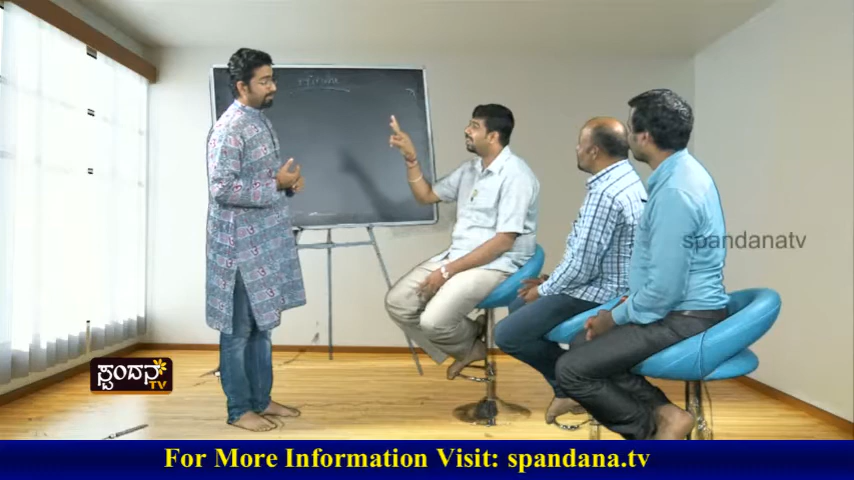 spandanatv
ಸ್ಪಂದನ
TV
For More Information Visit: spandana.tv